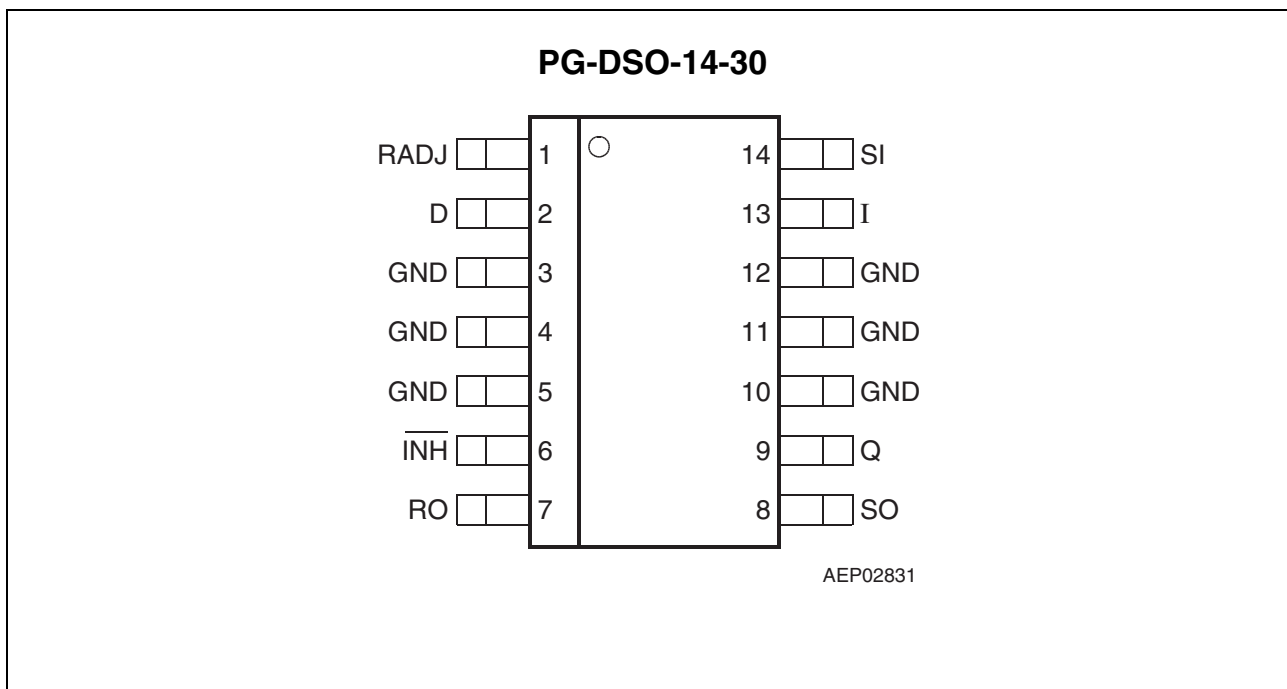 PG-DSO-14-30
RADJ 1 14 SI
D 2 13 I
GND 3 12 GND
GND 4 11 GND
GND 5 10 GND
I̅N̅H̅ 6 9 Q
RO 7 8 SO
AEP02831